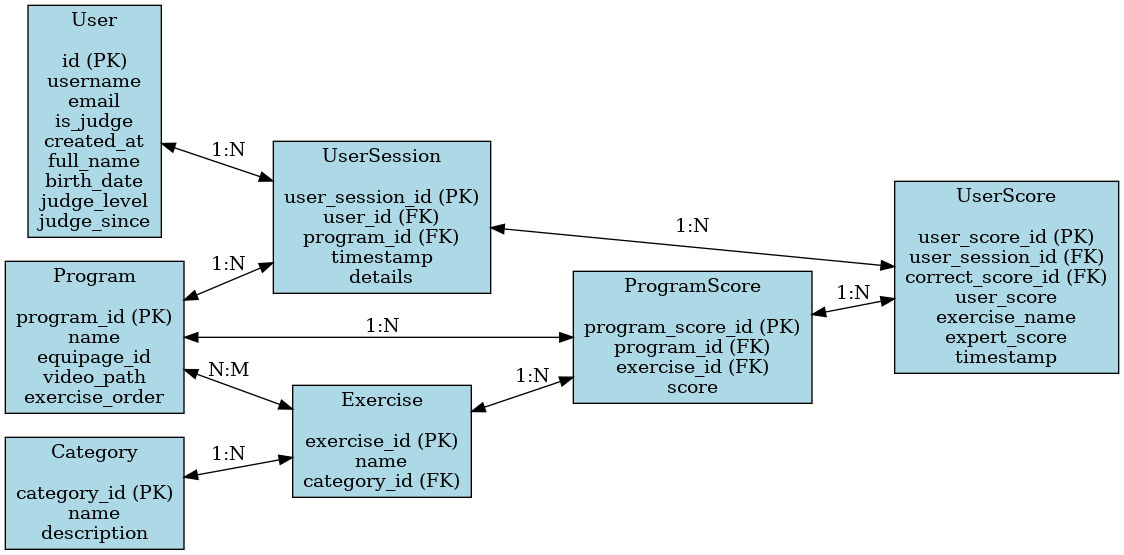 User
id (PK)
username
email
is_judge
created_at
full_name
birth_date
judge_level
judge_since
1:N
UserSession
user_session_id (PK)
user_id (FK)
program_id (FK)
timestamp
details
1:N
UserScore
user_score_id (PK)
user_session_id (FK)
correct_score_id (FK)
user_score
exercise_name
expert_score
timestamp
Program
program_id (PK)
name
equipage_id
video_path
exercise_order
1:N
1:N
N:M
ProgramScore
program_score_id (PK)
program_id (FK)
exercise_id (FK)
score
1:N
Exercise
exercise_id (PK)
name
category_id (FK)
1:N
Category
category_id (PK)
name
description
1:N